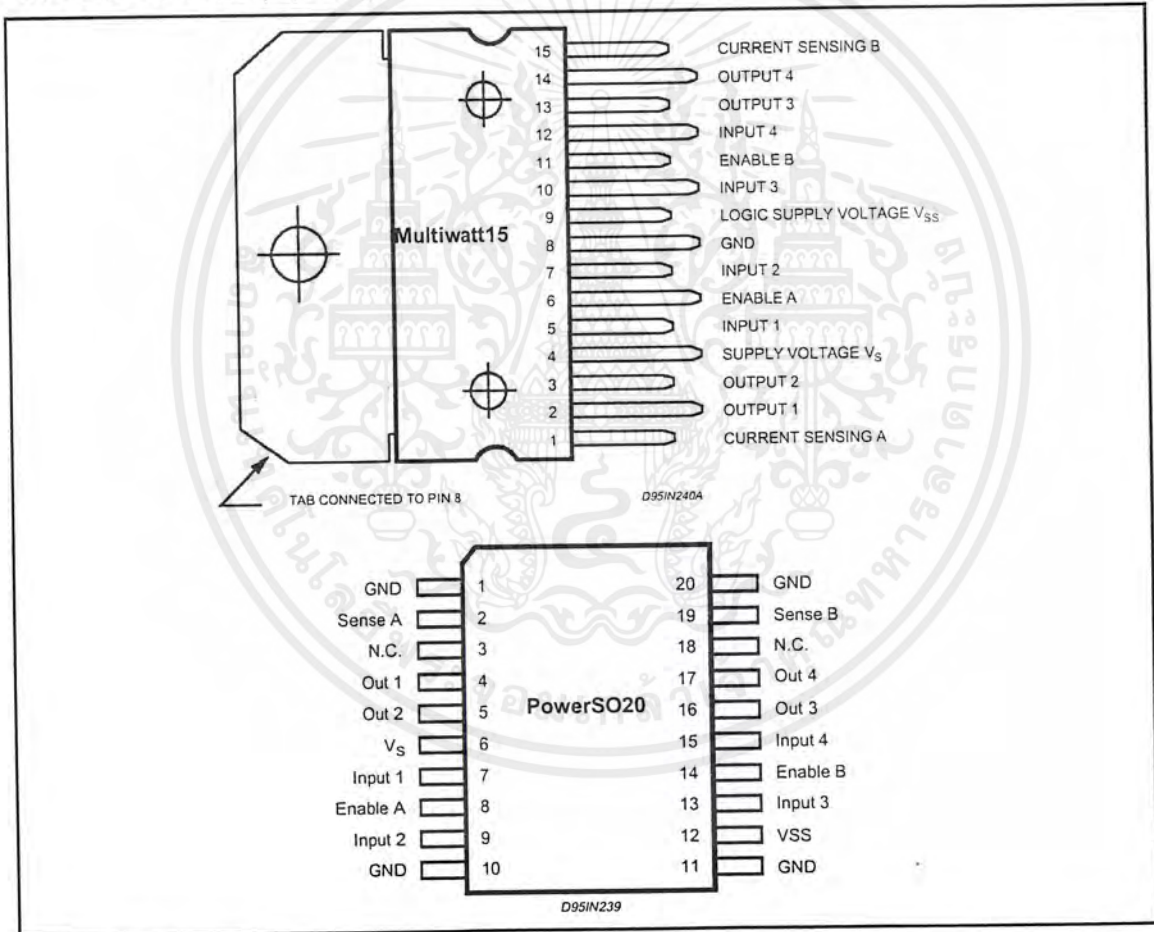 15 CURRENT SENSING B
14 OUTPUT 4
13 OUTPUT 3
12 INPUT 4
11 ENABLE B
10 INPUT 3
9 LOGIC SUPPLY VOLTAGE VSS
Multiwatt15
8 GND
7 INPUT 2
6 ENABLE A
5 INPUT 1
4 SUPPLY VOLTAGE VS
3 OUTPUT 2
2 OUTPUT 1
1 CURRENT SENSING A
TAB CONNECTED TO PIN 8
D95IN240A
GND 1 20 GND
Sense A 2 19 Sense B
N.C. 3 18 N.C.
Out 1 4 17 Out 4
Out 2 5 PowerSO20 16 Out 3
VS 6 15 Input 4
Input 1 7 14 Enable B
Enable A 8 13 Input 3
Input 2 9 12 VSS
GND 10 11 GND
D95IN239